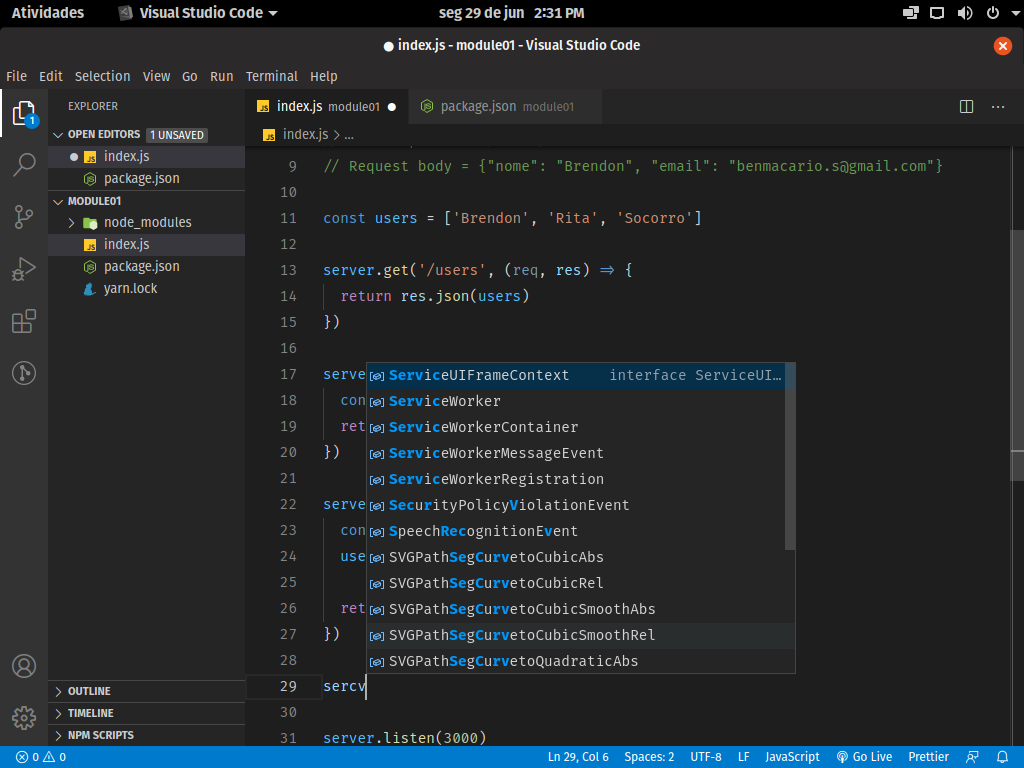 Atividades Visual Studio Code seg 29 de jun 2:31 PM
● index.js - module01 - Visual Studio Code
File Edit Selection View Go Run Terminal Help
EXPLORER
OPEN EDITORS 1 UNSAVED
index.js
package.json
MODULE01
node_modules
index.js
package.json
yarn.lock
OUTLINE
TIMELINE
NPM SCRIPTS
1
index.js module01 package.json module01
index.js > ...
9 // Request body = {"nome": "Brendon", "email": "benmacario.s@gmail.com"}
10
11 const users = ['Brendon', 'Rita', 'Socorro']
12
13 server.get('/users', (req, res) => {
14 return res.json(users)
15 })
16
17 serve
18 con
19 ret
20 })
21
22 serve
23 con
24 use
25
26 ret
27 })
28
29 sercv
30
31 server.listen(3000)
ServiceUIFrameContext interface ServiceUI…
ServiceWorker
ServiceWorkerContainer
ServiceWorkerMessageEvent
ServiceWorkerRegistration
SecurityPolicyViolationEvent
SpeechRecognitionEvent
SVGPathSegCurvetoCubicAbs
SVGPathSegCurvetoCubicRel
SVGPathSegCurvetoCubicSmoothAbs
SVGPathSegCurvetoCubicSmoothRel
SVGPathSegCurvetoQuadraticAbs
0 0 Ln 29, Col 6 Spaces: 2 UTF-8 LF JavaScript Go Live Prettier